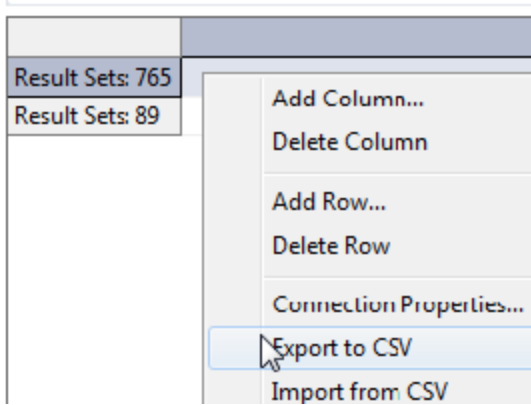 Result Sets: 765
Result Sets: 89
Add Column...
Delete Column
Add Row...
Delete Row
Connection Properties...
Export to CSV
Import from CSV